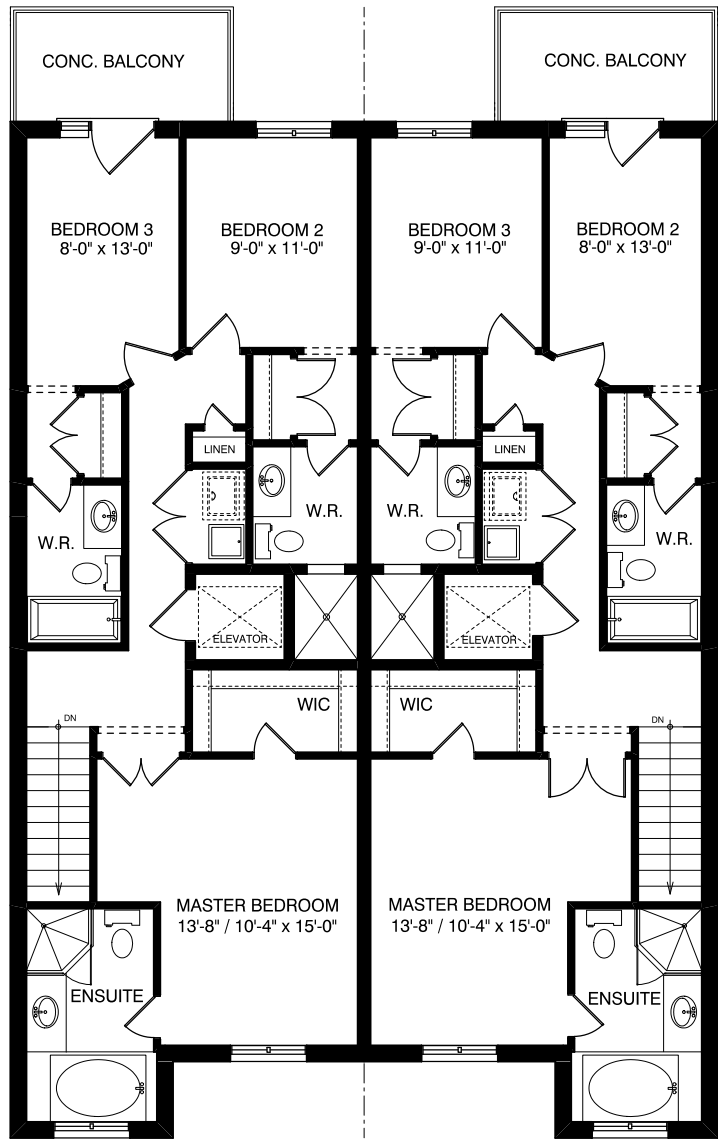 CONC. BALCONY
CONC. BALCONY
BEDROOM 3
8'-0" x 13'-0"
BEDROOM 2
9'-0" x 11'-0"
BEDROOM 3
9'-0" x 11'-0"
BEDROOM 2
8'-0" x 13'-0"
LINEN
LINEN
W.R.
W.R.
W.R.
W.R.
ELEVATOR
ELEVATOR
WIC
WIC
DN
DN
MASTER BEDROOM
13'-8" / 10'-4" x 15'-0"
MASTER BEDROOM
13'-8" / 10'-4" x 15'-0"
ENSUITE
ENSUITE